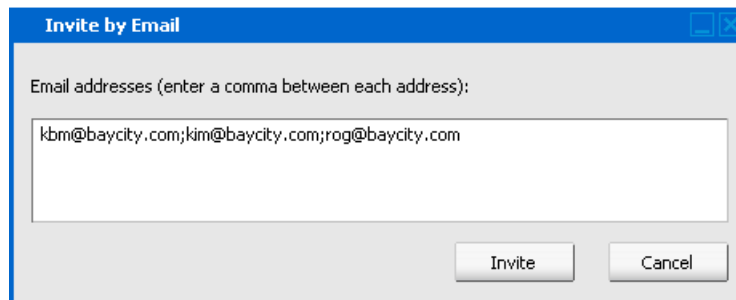 Invite by Email
Email addresses (enter a comma between each address):
kbm@baycity.com;kim@baycity.com;rog@baycity.com
Invite
Cancel